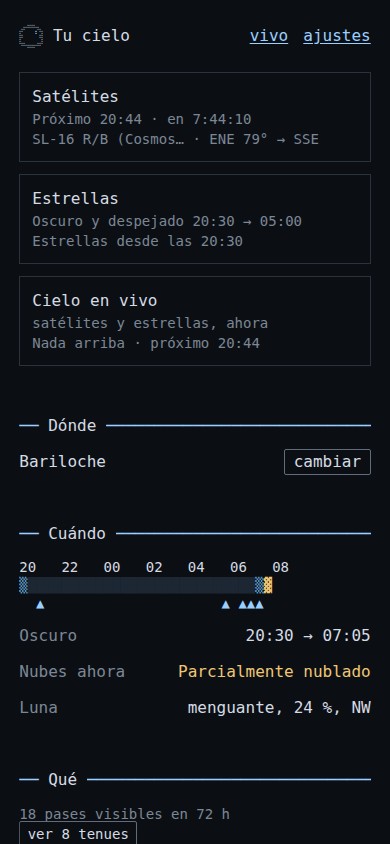 Tu cielo vivo ajustes
Satélites
Próximo 20:44 · en 7:44:10
SL-16 R/B (Cosmos… · ENE 79° → SSE
Estrellas
Oscuro y despejado 20:30 → 05:00
Estrellas desde las 20:30
Cielo en vivo
satélites y estrellas, ahora
Nada arriba · próximo 20:44
Dónde
Bariloche cambiar
Cuándo
20 22 00 02 04 06 08
Oscuro 20:30 → 07:05
Nubes ahora Parcialmente nublado
Luna menguante, 24 %, NW
Qué
18 pases visibles en 72 h
ver 8 tenues